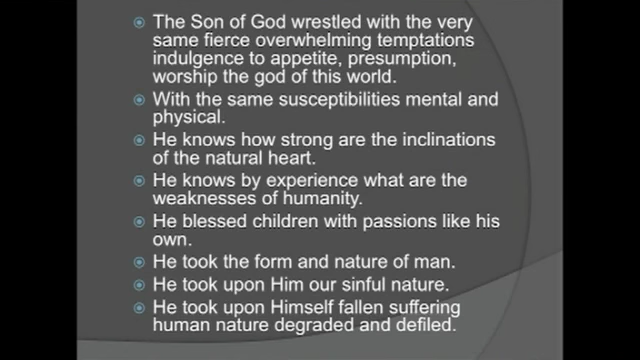 The Son of God wrestled with the very
same fierce overwhelming temptations
indulgence to appetite, presumption,
worship the god of this world.
With the same susceptibilities mental and
physical.
He knows how strong are the inclinations
of the natural heart.
He knows by experience what are the
weaknesses of humanity.
He blessed children with passions like his
own.
He took the form and nature of man.
He took upon Him our sinful nature.
He took upon Himself fallen suffering
human nature degraded and defiled.